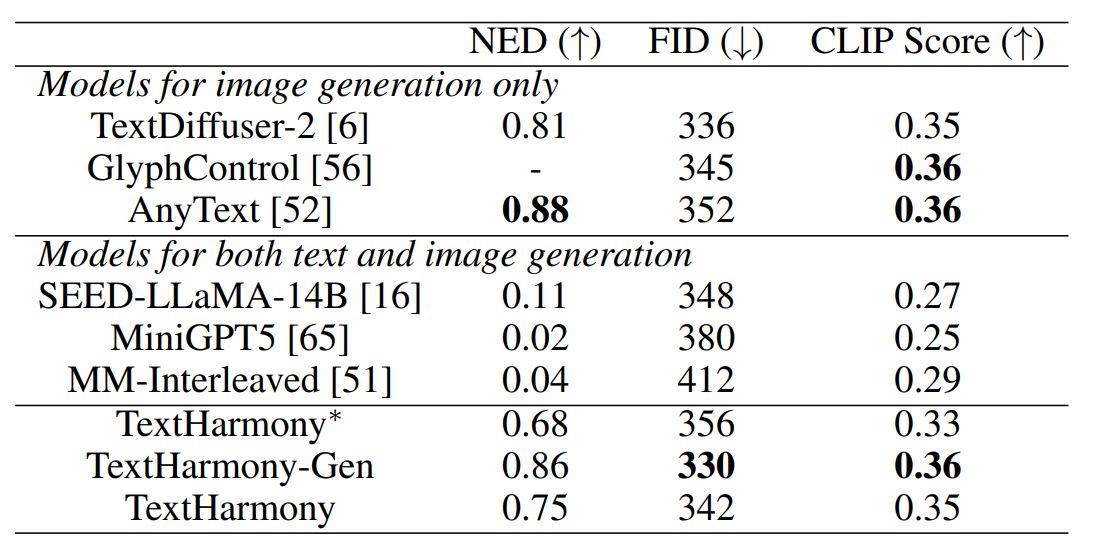 NED (↑) FID (↓) CLIP Score (↑)
Models for image generation only
TextDiffuser-2 [6] 0.81 336 0.35
GlyphControl [56] - 345 0.36
AnyText [52] 0.88 352 0.36
Models for both text and image generation
SEED-LLaMA-14B [16] 0.11 348 0.27
MiniGPT5 [65] 0.02 380 0.25
MM-Interleaved [51] 0.04 412 0.29
TextHarmony* 0.68 356 0.33
TextHarmony-Gen 0.86 330 0.36
TextHarmony 0.75 342 0.35